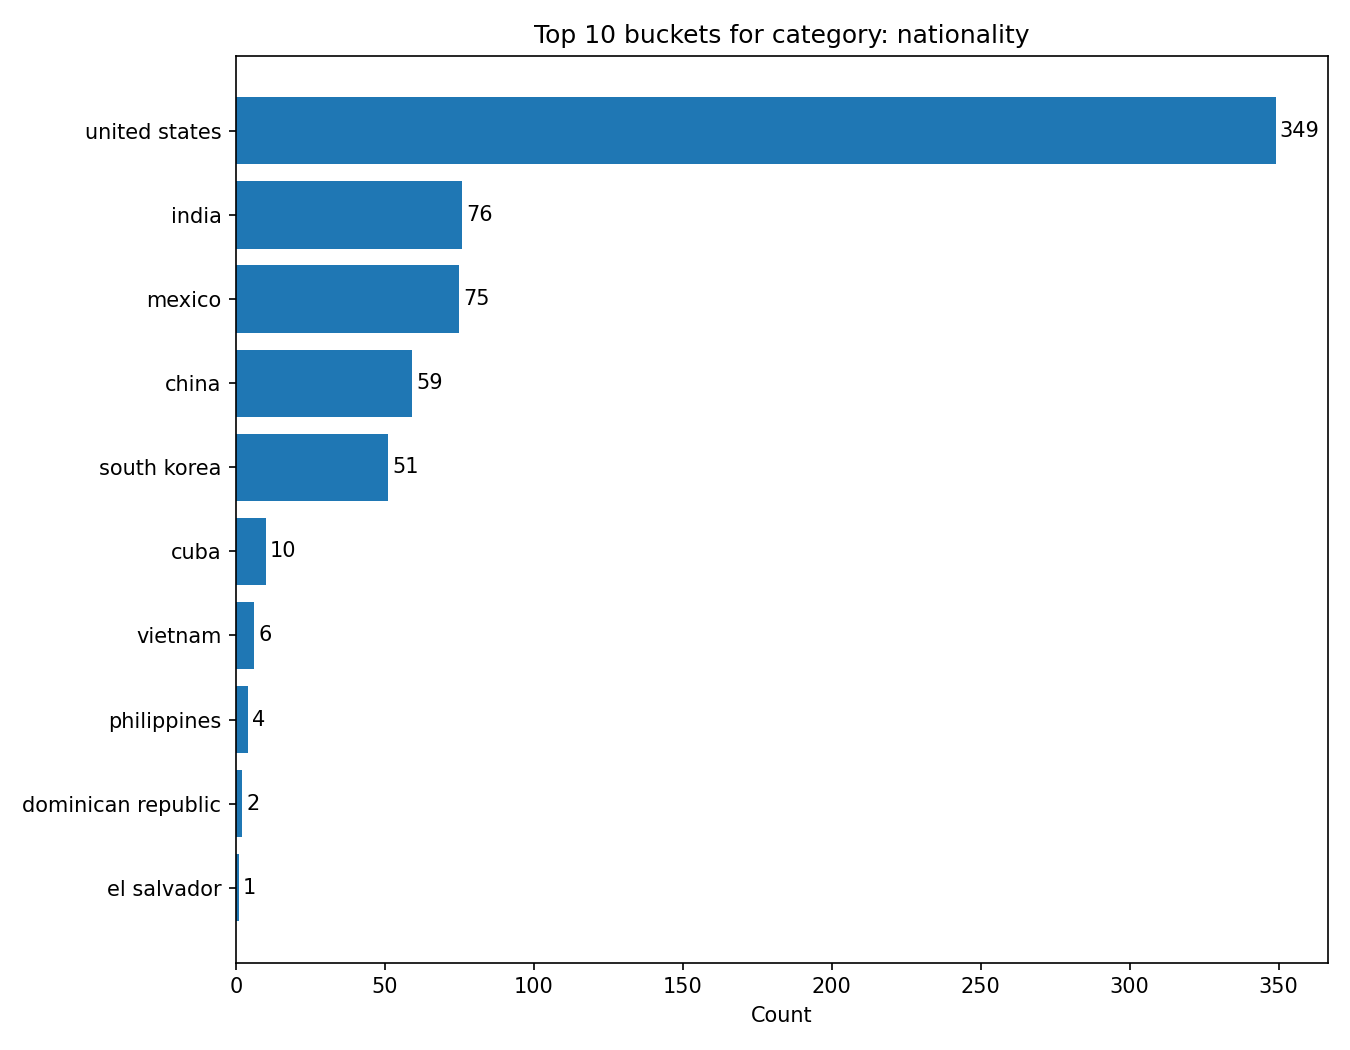 Top 10 buckets for category: nationality
united states 349
india 76
mexico 75
china 59
south korea 51
cuba 10
vietnam 6
philippines 4
dominican republic 2
el salvador 1
0 50 100 150 200 250 300 350
Count